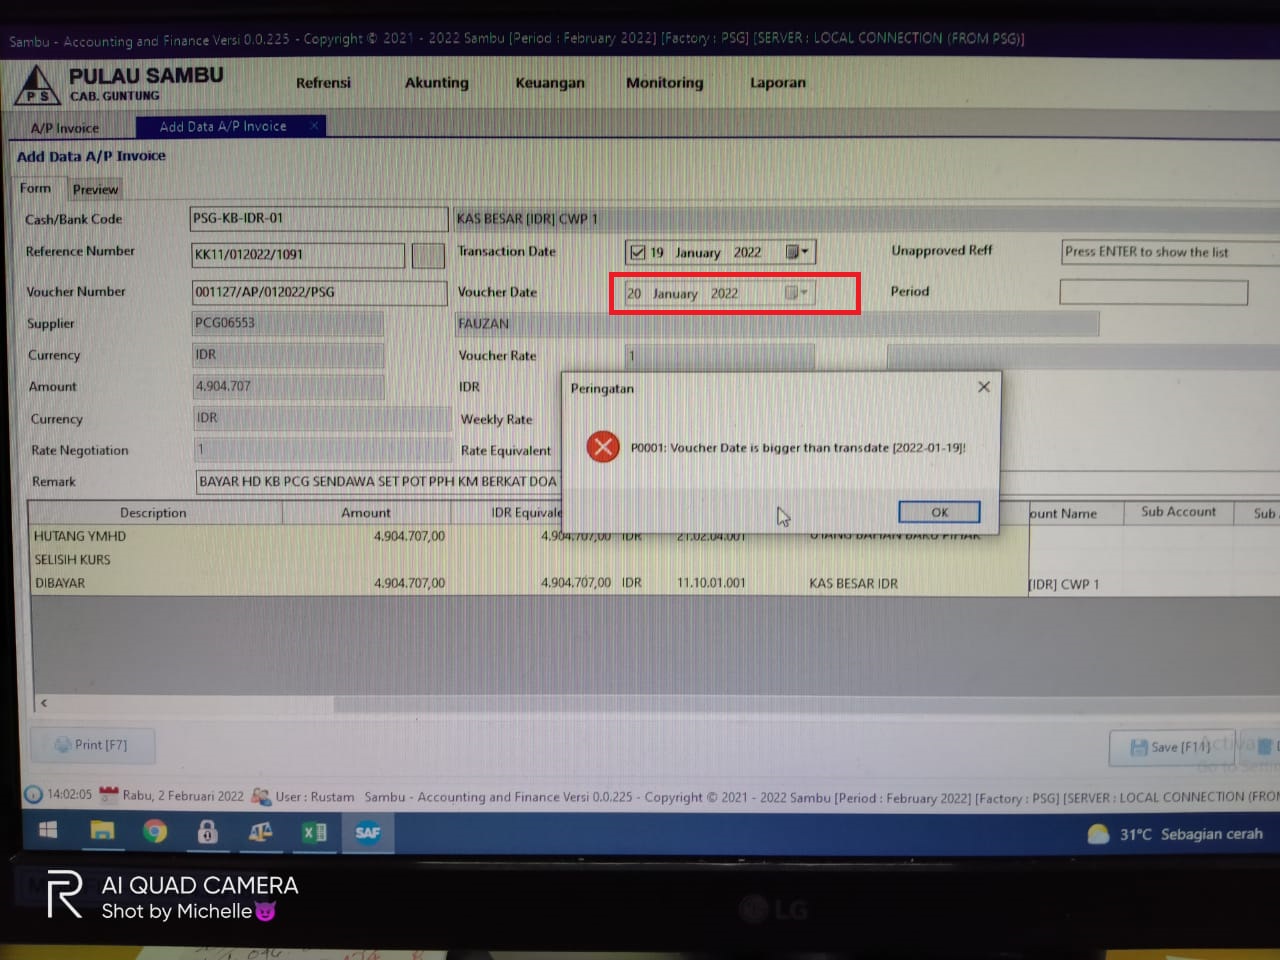 Sambu - Accounting and Finance Versi 0.0.225 - Copyright © 2021 - 2022 Sambu [Period : February 2022] [Factory : PSG] [SERVER : LOCAL CONNECTION (FROM PSG)]
PULAU SAMBU
CAB. GUNTUNG
PS
Refrensi Akunting Keuangan Monitoring Laporan
A/P Invoice Add Data A/P Invoice
Add Data A/P Invoice
Form Preview
Cash/Bank Code PSG-KB-IDR-01 KAS BESAR [IDR] CWP 1
Reference Number KK11/012022/1091 Transaction Date 19 January 2022 Unapproved Reff Press ENTER to show the list
Voucher Number 001127/AP/012022/PSG Voucher Date 20 January 2022 Period
Supplier PCG06553 FAUZAN
Currency IDR Voucher Rate 1
Amount 4.904.707 IDR
Peringatan
Currency IDR Weekly Rate
Rate Negotiation 1 Rate Equivalent
P0001: Voucher Date is bigger than transdate [2022-01-19]!
OK
Remark BAYAR HD KB PCG SENDAWA SET POT PPH KM BERKAT DOA
Description Amount IDR Equivale ount Name Sub Account Sub
HUTANG YMHD 4.904.707,00 4.904.707,00 IDR 21.02.04.001
SELISIH KURS
DIBAYAR 4.904.707,00 4.904.707,00 IDR 11.10.01.001 KAS BESAR IDR [IDR] CWP 1
Print [F7] Save [F11]
14:02:05 Rabu, 2 Februari 2022 User : Rustam Sambu - Accounting and Finance Versi 0.0.225 - Copyright © 2021 - 2022 Sambu [Period : February 2022] [Factory : PSG] [SERVER : LOCAL CONNECTION (FRO
SAF 31°C Sebagian cerah
R AI QUAD CAMERA
Shot by Michelle😈
LG